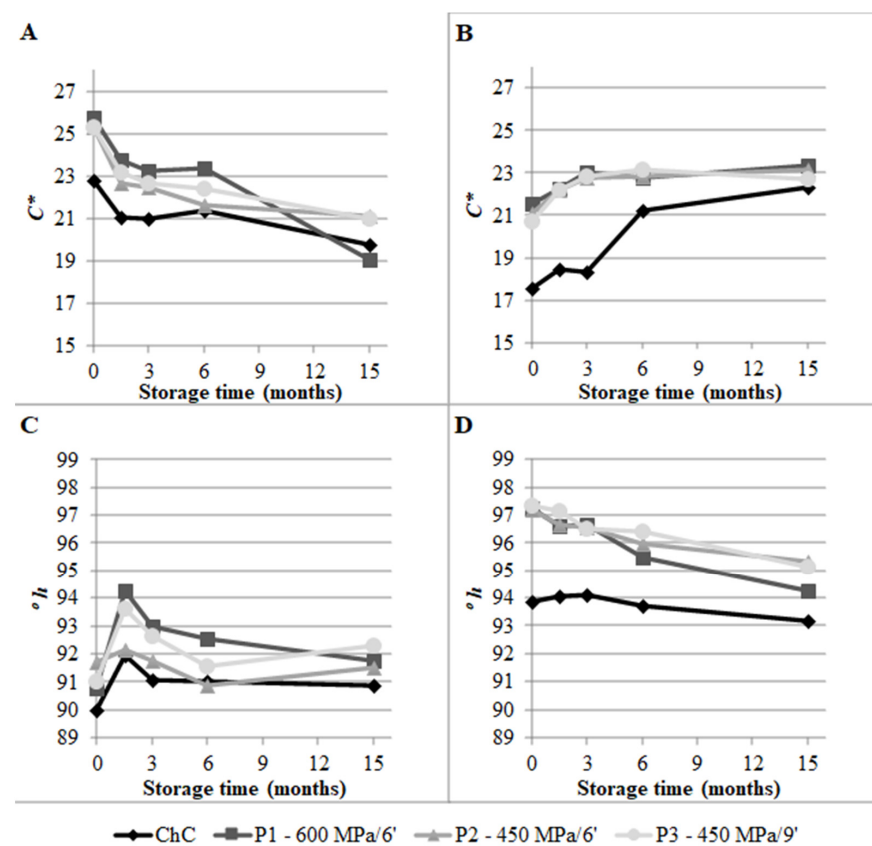 A
27
25
23
21
19
17
15
C*
0 3 6 9 12 15
Storage time (months)
B
27
25
23
21
19
17
15
C*
0 3 6 9 12 15
Storage time (months)
C
99
98
97
96
95
94
93
92
91
90
89
°h
0 3 6 9 12 15
Storage time (months)
D
99
98
97
96
95
94
93
92
91
90
89
°h
0 3 6 9 12 15
Storage time (months)
ChC P1 - 600 MPa/6' P2 - 450 MPa/6' P3 - 450 MPa/9'